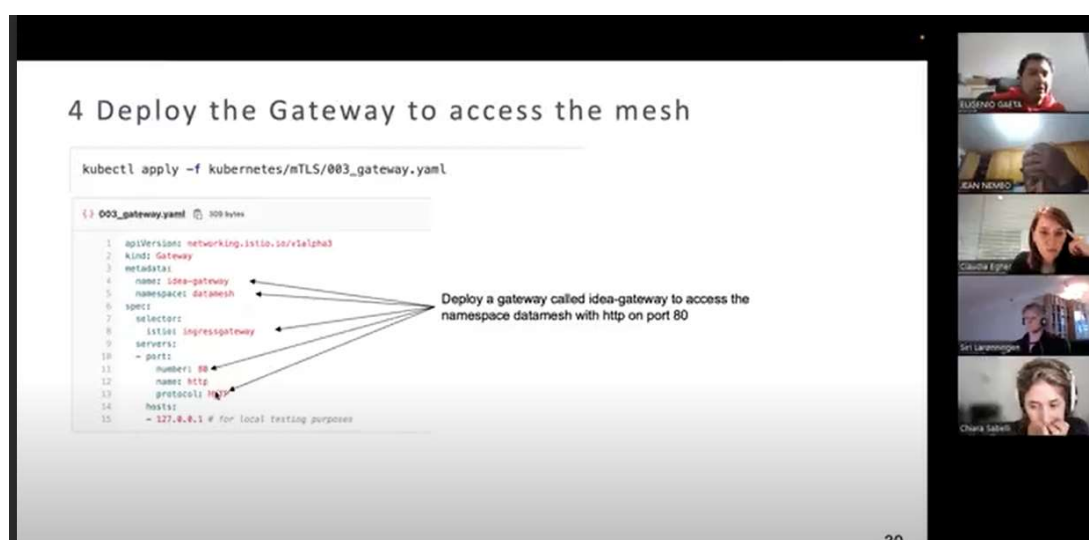 4 Deploy the Gateway to access the mesh
kubectl apply -f kubernetes/mTLS/003_gateway.yaml
{} 003_gateway.yaml 309 bytes
1 apiVersion: networking.istio.io/v1alpha3
2 kind: Gateway
3 metadata:
4 name: idea-gateway
5 namespace: datamesh
6 spec:
7 selector:
8 istio: ingressgateway
9 servers:
10 - port:
11 number: 80
12 name: http
13 protocol:
14 hosts:
15 - 127.0.0.1 # for local testing purposes
Deploy a gateway called idea-gateway to access the
namespace datamesh with http on port 80
EUGENIO GAETA
JEAN NEMBO
Claudia Egher
Siri
Chiara Sabelli